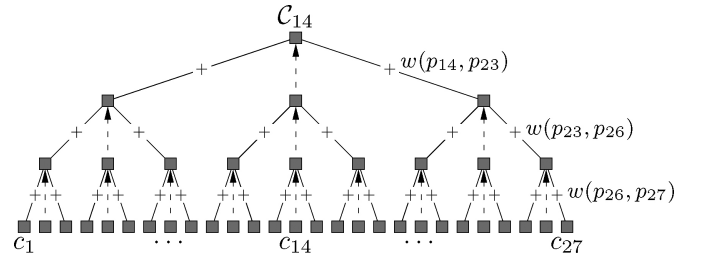 𝒞₁₄
+ + w(p₁₄, p₂₃)
+ + + + + + w(p₂₃, p₂₆)
+ + + + + + + + + + + + + + + + + + w(p₂₆, p₂₇)
c₁ ··· c₁₄ ··· c₂₇